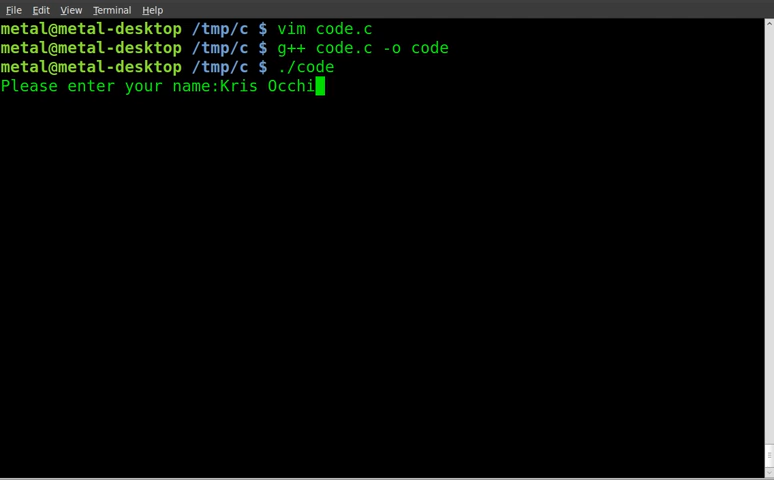 File Edit View Terminal Help
metal@metal-desktop /tmp/c $ vim code.c
metal@metal-desktop /tmp/c $ g++ code.c -o code
metal@metal-desktop /tmp/c $ ./code
Please enter your name:Kris Occhi